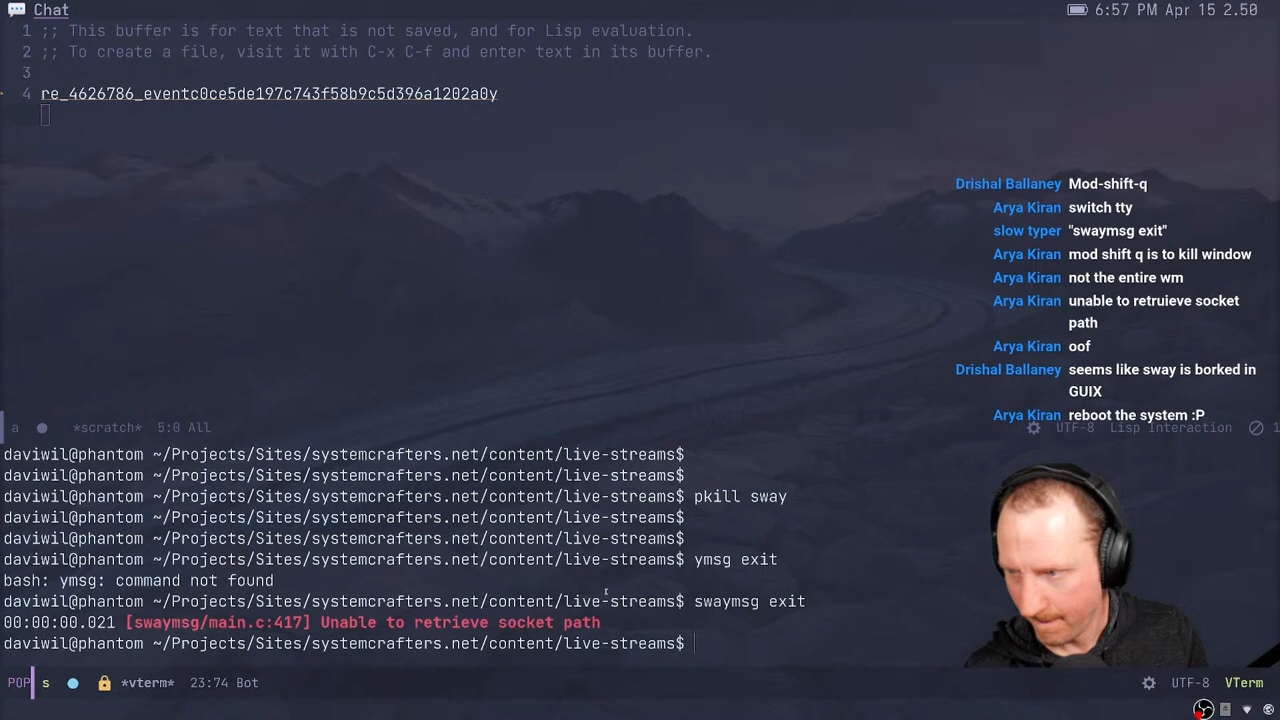 Chat
6:57 PM Apr 15 2.50
1 ;; This buffer is for text that is not saved, and for Lisp evaluation.
2 ;; To create a file, visit it with C-x C-f and enter text in its buffer.
3
4 re_4626786_eventc0ce5de197c743f58b9c5d396a1202a0y
Drishal Ballaney Mod-shift-q
Arya Kiran switch tty
slow typer "swaymsg exit"
Arya Kiran mod shift q is to kill window
Arya Kiran not the entire wm
Arya Kiran unable to retruieve socket
path
Arya Kiran oof
Drishal Ballaney seems like sway is borked in
GUIX
Arya Kiran reboot the system :P
a *scratch* 5:0 All
UTF-8 Lisp Interaction 1
daviwil@phantom ~/Projects/Sites/systemcrafters.net/content/live-streams$
daviwil@phantom ~/Projects/Sites/systemcrafters.net/content/live-streams$
daviwil@phantom ~/Projects/Sites/systemcrafters.net/content/live-streams$ pkill sway
daviwil@phantom ~/Projects/Sites/systemcrafters.net/content/live-streams$
daviwil@phantom ~/Projects/Sites/systemcrafters.net/content/live-streams$
daviwil@phantom ~/Projects/Sites/systemcrafters.net/content/live-streams$ ymsg exit
bash: ymsg: command not found
daviwil@phantom ~/Projects/Sites/systemcrafters.net/content/live-streams$ swaymsg exit
00:00:00.021 [swaymsg/main.c:417] Unable to retrieve socket path
daviwil@phantom ~/Projects/Sites/systemcrafters.net/content/live-streams$
POP s *vterm* 23:74 Bot
UTF-8 VTerm